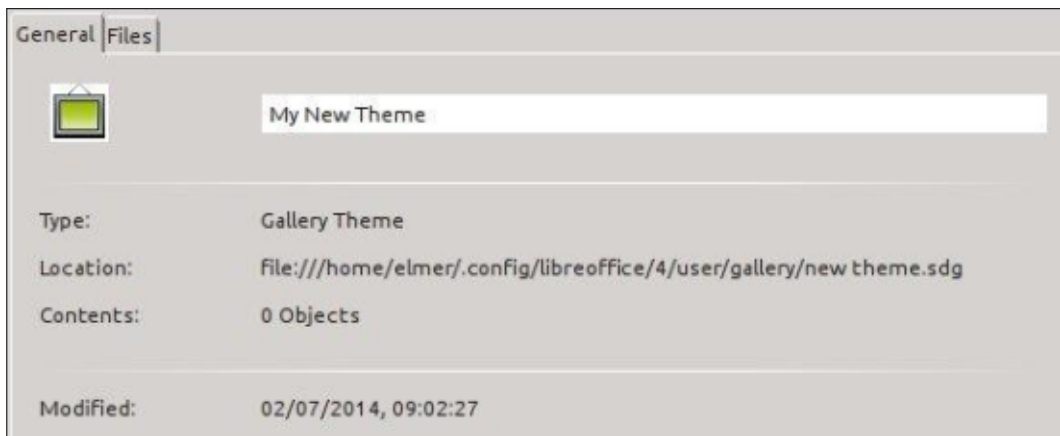 General Files
My New Theme
Type: Gallery Theme
Location: file:///home/elmer/.config/libreoffice/4/user/gallery/new theme.sdg
Contents: 0 Objects
Modified: 02/07/2014, 09:02:27